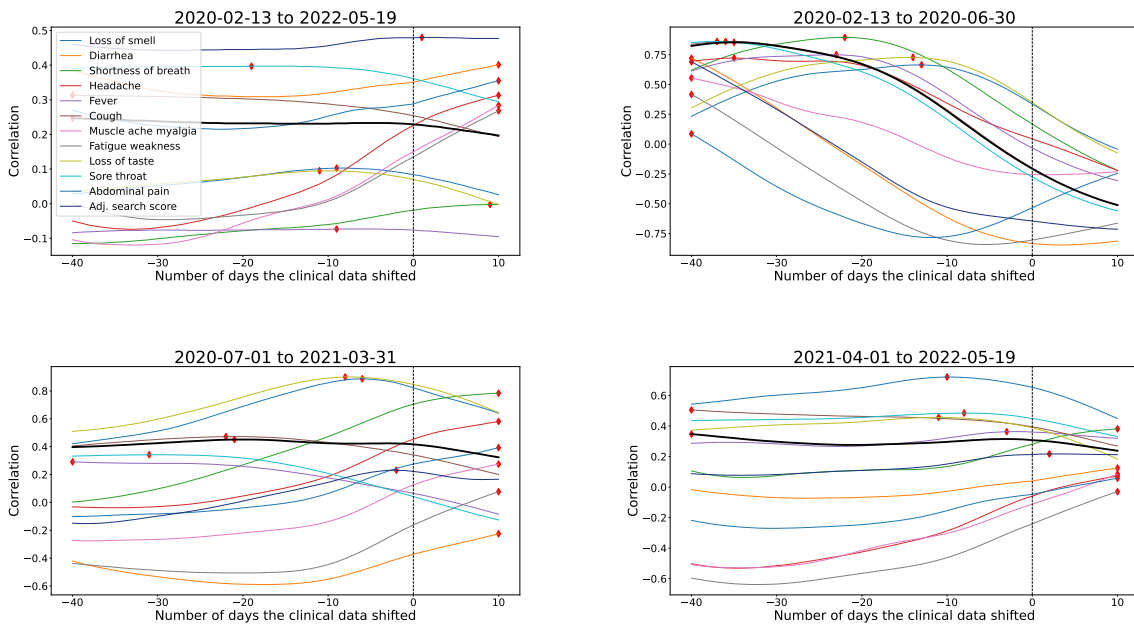 2020-02-13 to 2022-05-19
0.5
0.4
0.3
0.2
0.1
0.0
−0.1
Correlation
Loss of smell
Diarrhea
Shortness of breath
Headache
Fever
Cough
Muscle ache myalgia
Fatigue weakness
Loss of taste
Sore throat
Abdominal pain
Adj. search score
−40
−30
−20
−10
0
10
Number of days the clinical data shifted
2020-02-13 to 2020-06-30
0.75
0.50
0.25
0.00
−0.25
−0.50
−0.75
Correlation
−40
−30
−20
−10
0
10
Number of days the clinical data shifted
2020-07-01 to 2021-03-31
0.8
0.6
0.4
0.2
0.0
−0.2
−0.4
−0.6
Correlation
−40
−30
−20
−10
0
10
Number of days the clinical data shifted
2021-04-01 to 2022-05-19
0.6
0.4
0.2
0.0
−0.2
−0.4
−0.6
Correlation
−40
−30
−20
−10
0
10
Number of days the clinical data shifted